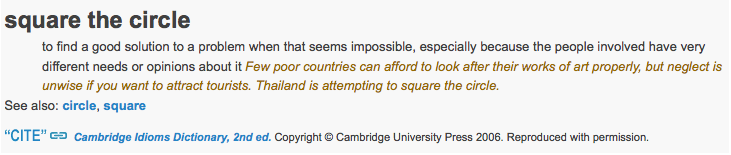 square the circle
to find a good solution to a problem when that seems impossible, especially because the people involved have very
different needs or opinions about it Few poor countries can afford to look after their works of art properly, but neglect is
unwise if you want to attract tourists. Thailand is attempting to square the circle.
See also: circle, square
“CITE” Cambridge Idioms Dictionary, 2nd ed. Copyright © Cambridge University Press 2006. Reproduced with permission.